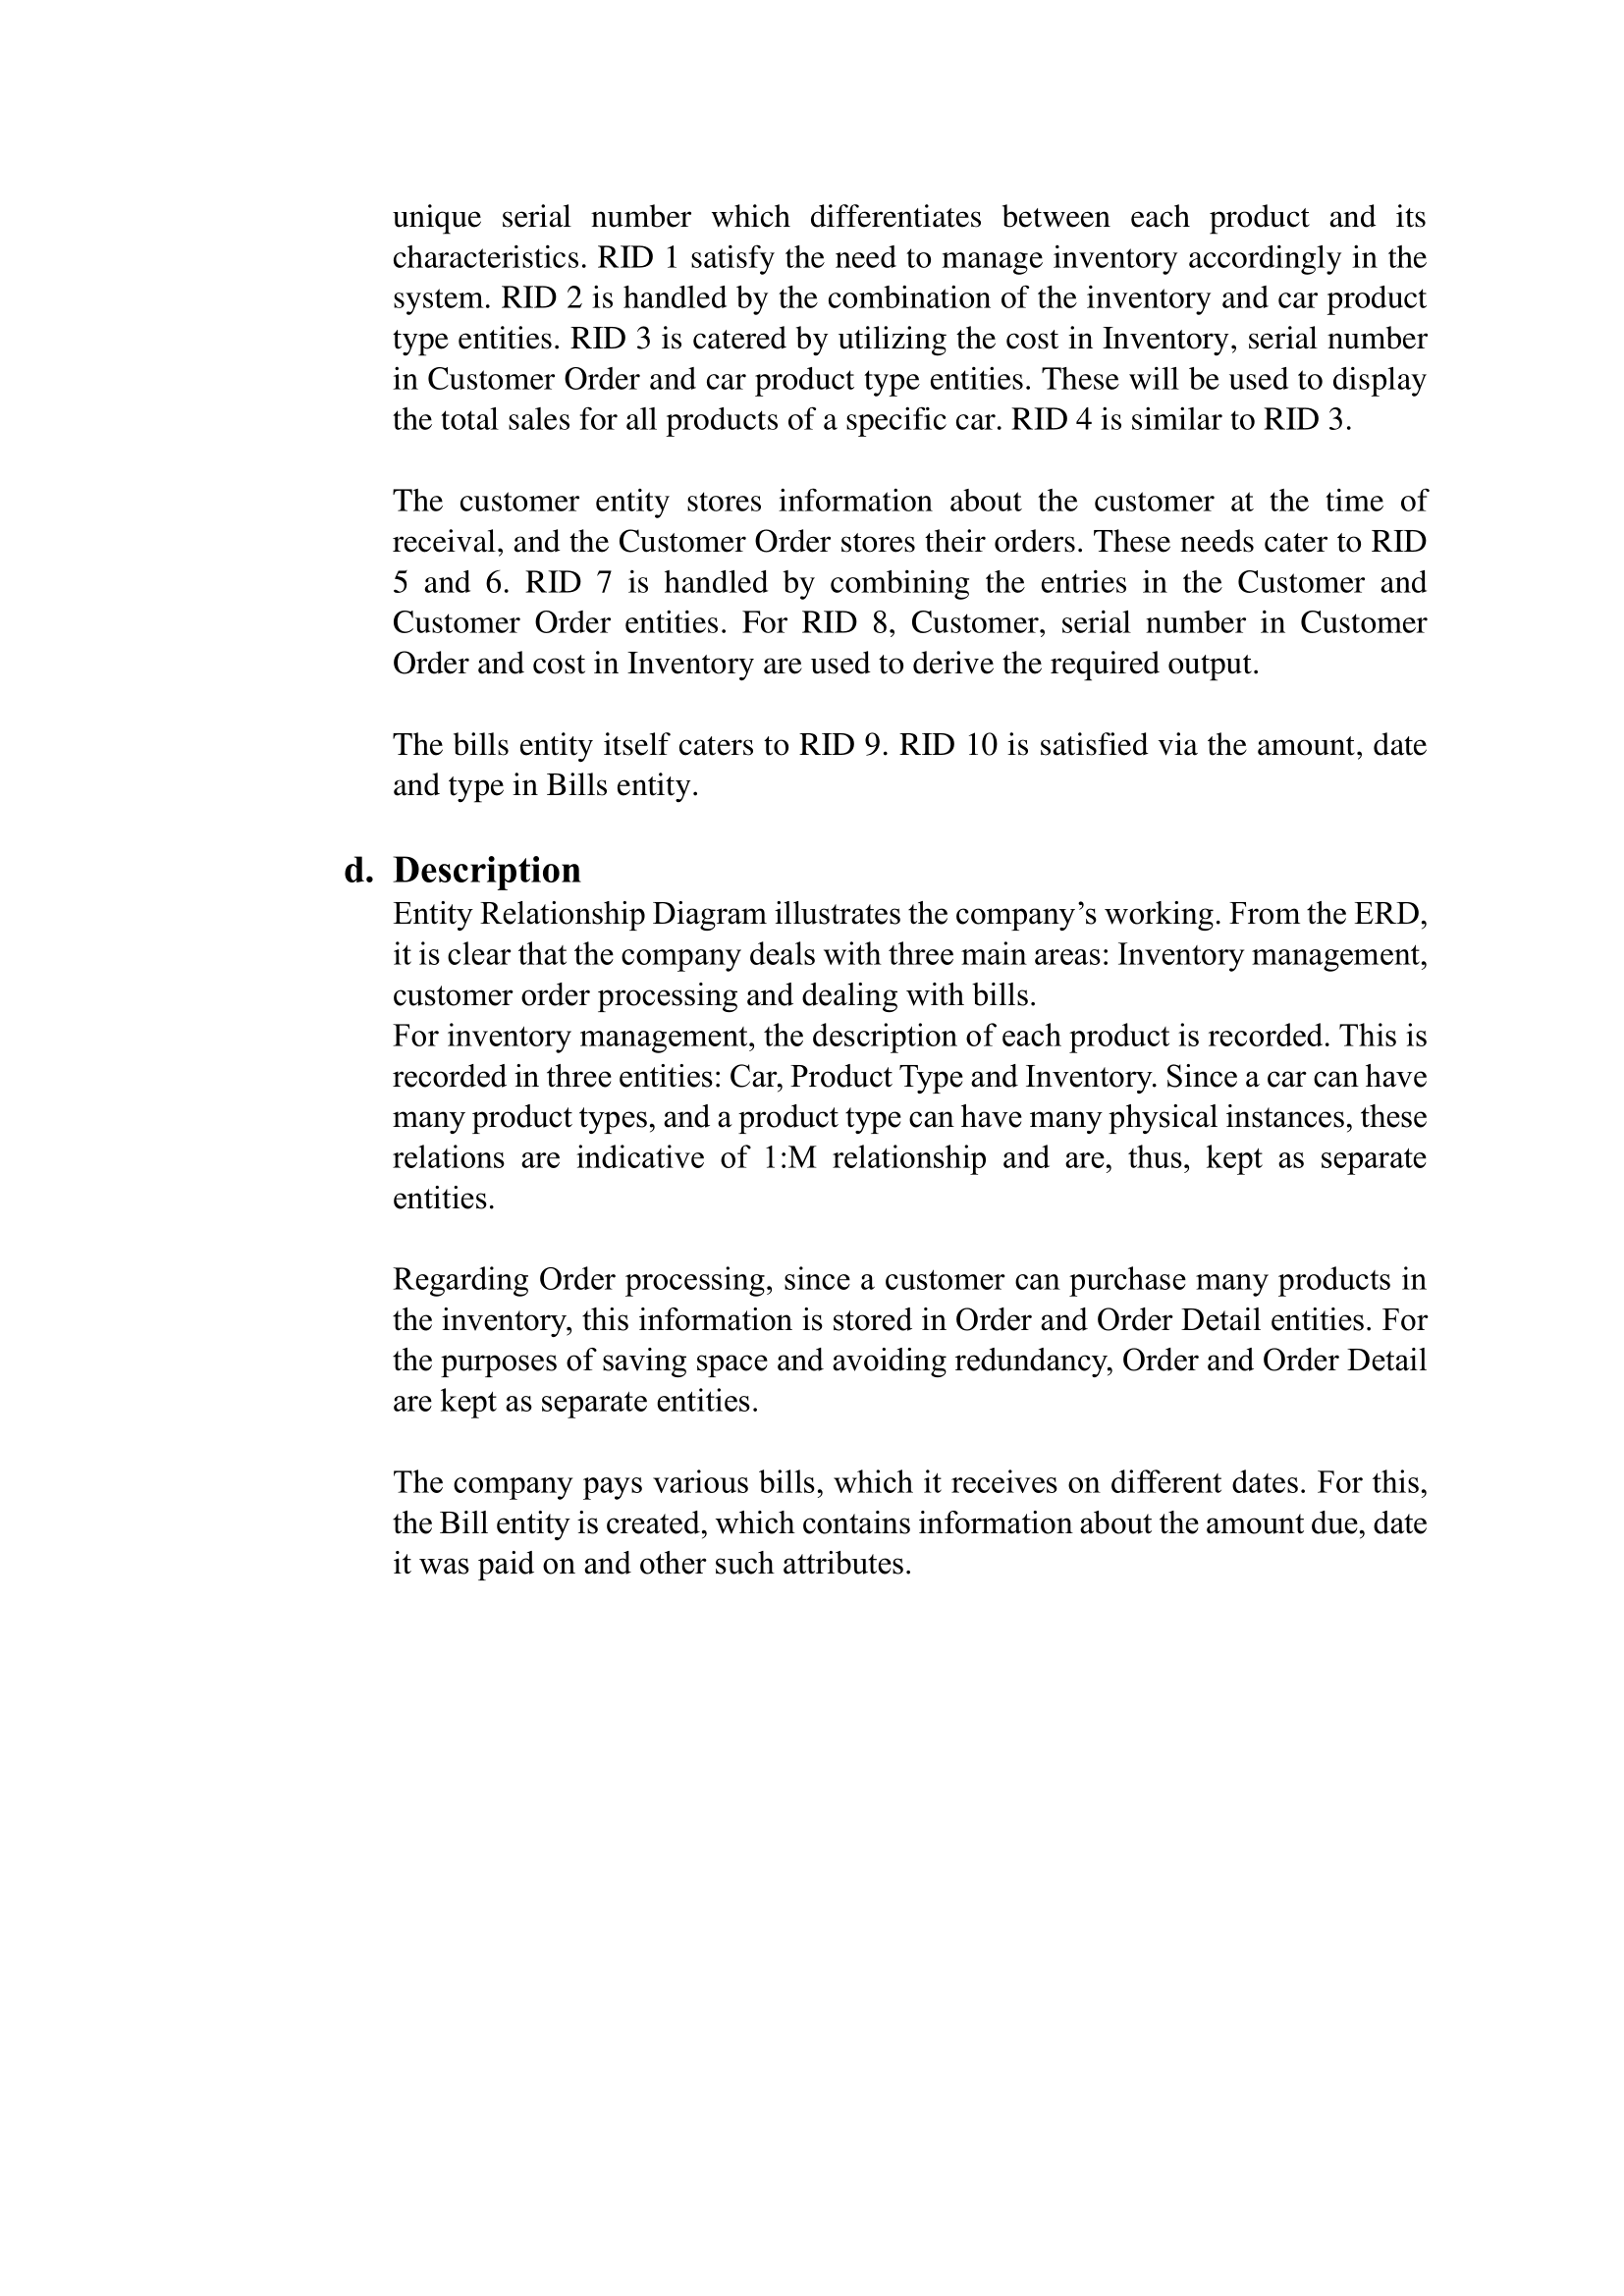 unique serial number which differentiates between each product and its
characteristics. RID 1 satisfy the need to manage inventory accordingly in the
system. RID 2 is handled by the combination of the inventory and car product
type entities. RID 3 is catered by utilizing the cost in Inventory, serial number
in Customer Order and car product type entities. These will be used to display
the total sales for all products of a specific car. RID 4 is similar to RID 3.
The customer entity stores information about the customer at the time of
receival, and the Customer Order stores their orders. These needs cater to RID
5 and 6. RID 7 is handled by combining the entries in the Customer and
Customer Order entities. For RID 8, Customer, serial number in Customer
Order and cost in Inventory are used to derive the required output.
The bills entity itself caters to RID 9. RID 10 is satisfied via the amount, date
and type in Bills entity.
d. Description
Entity Relationship Diagram illustrates the company’s working. From the ERD,
it is clear that the company deals with three main areas: Inventory management,
customer order processing and dealing with bills.
For inventory management, the description of each product is recorded. This is
recorded in three entities: Car, Product Type and Inventory. Since a car can have
many product types, and a product type can have many physical instances, these
relations are indicative of 1:M relationship and are, thus, kept as separate
entities.
Regarding Order processing, since a customer can purchase many products in
the inventory, this information is stored in Order and Order Detail entities. For
the purposes of saving space and avoiding redundancy, Order and Order Detail
are kept as separate entities.
The company pays various bills, which it receives on different dates. For this,
the Bill entity is created, which contains information about the amount due, date
it was paid on and other such attributes.